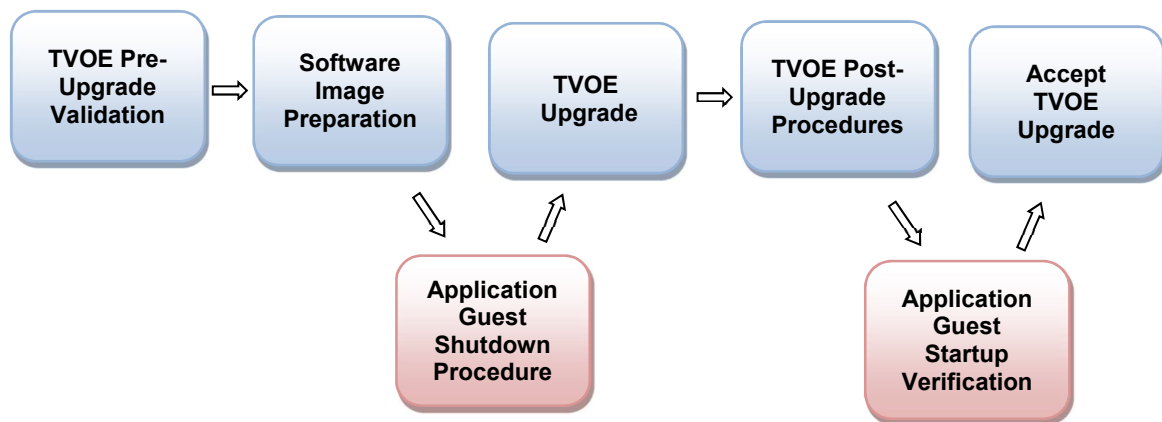 TVOE Pre-
Upgrade
Validation
Software
Image
Preparation
Application
Guest
Shutdown
Procedure
TVOE
Upgrade
TVOE Post-
Upgrade
Procedures
Application
Guest
Startup
Verification
Accept
TVOE
Upgrade